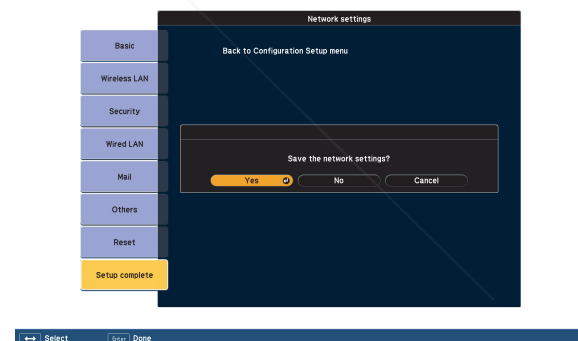 Network settings
Basic
Back to Configuration Setup menu
Wireless LAN
Security
Wired LAN
Save the network settings?
Mail
Yes No Cancel
Others
Reset
Setup complete
Select Enter Done